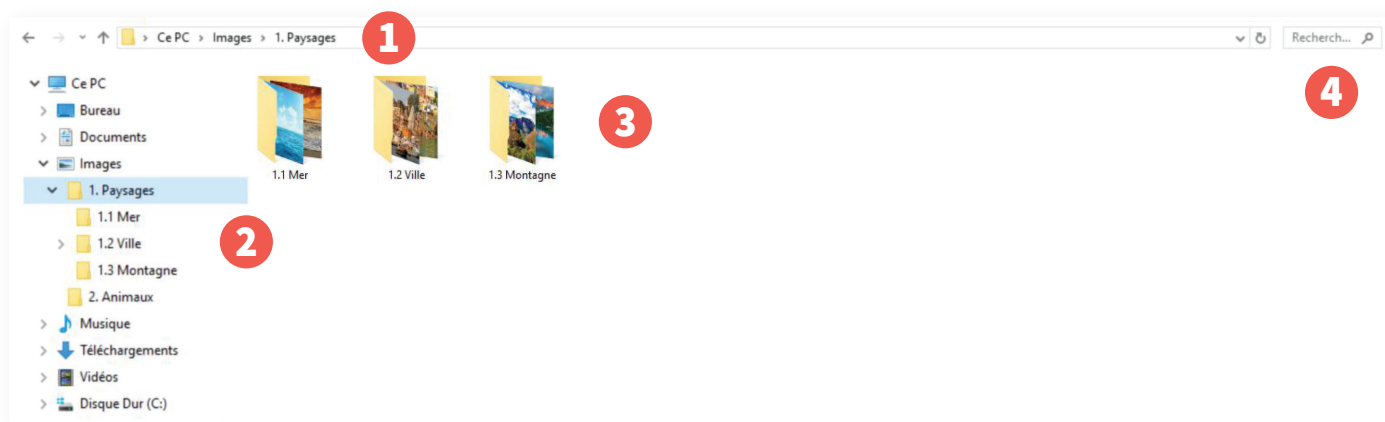 Ce PC > Images > 1. Paysages
1
Recherch...
Ce PC
Bureau
Documents
Images
1. Paysages
1.1 Mer
1.2 Ville
1.3 Montagne
2. Animaux
Musique
Téléchargements
Vidéos
Disque Dur (C:)
2
1.1 Mer
1.2 Ville
1.3 Montagne
3
4